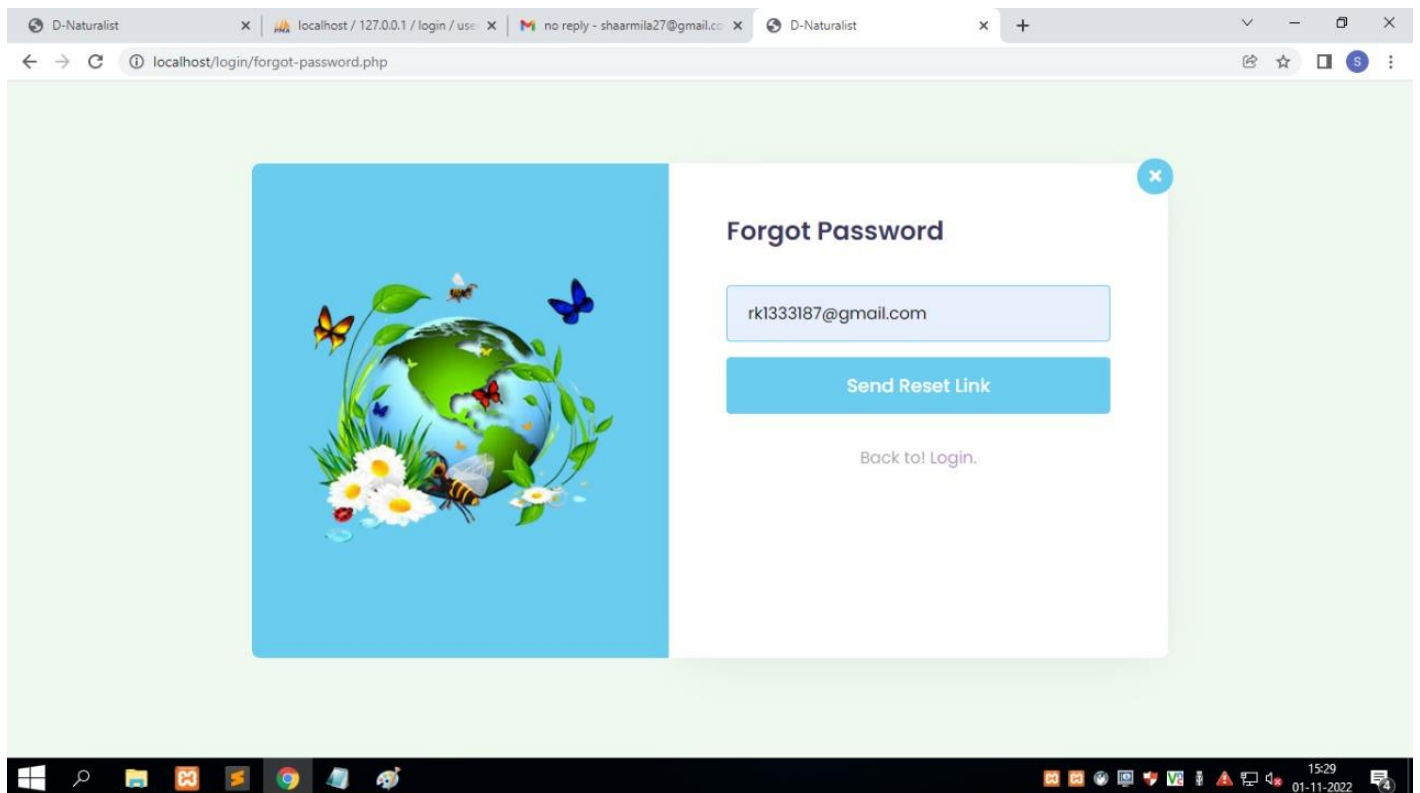 D-Naturalist
localhost / 127.0.0.1 / login / use
no reply - shaarmila27@gmail.co
D-Naturalist
localhost/login/forgot-password.php
S
Forgot Password
rk1333187@gmail.com
Send Reset Link
Back to! Login.
15:29
01-11-2022
4